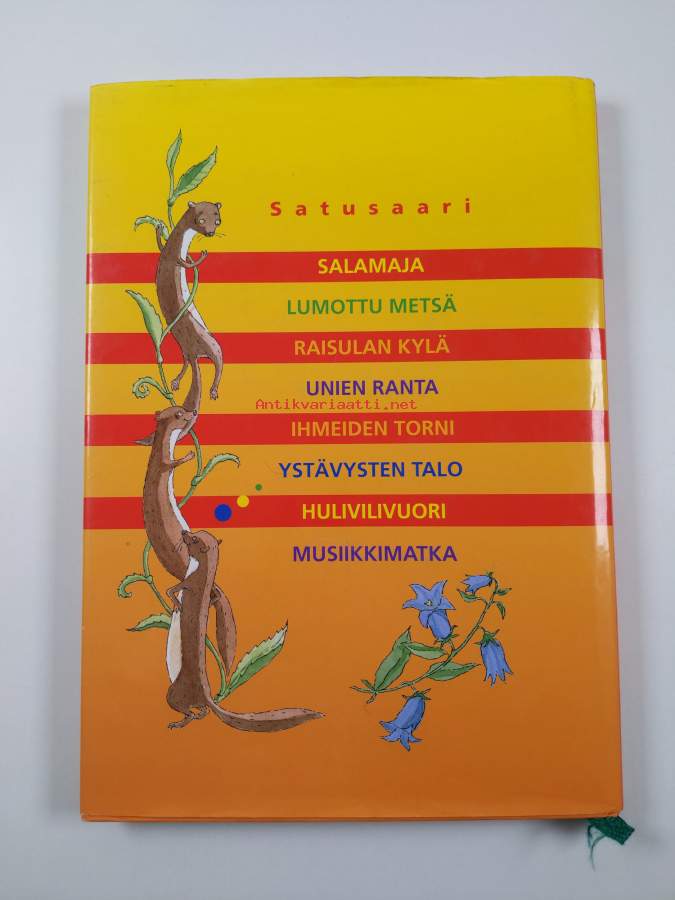 Satusaari
SALAMAJA
LUMOTTU METSÄ
RAISULAN KYLÄ
UNIEN RANTA
Antikvariaatti.net
IHMEIDEN TORNI
YSTÄVYSTEN TALO
HULIVILIVUORI
MUSIIKKIMATKA